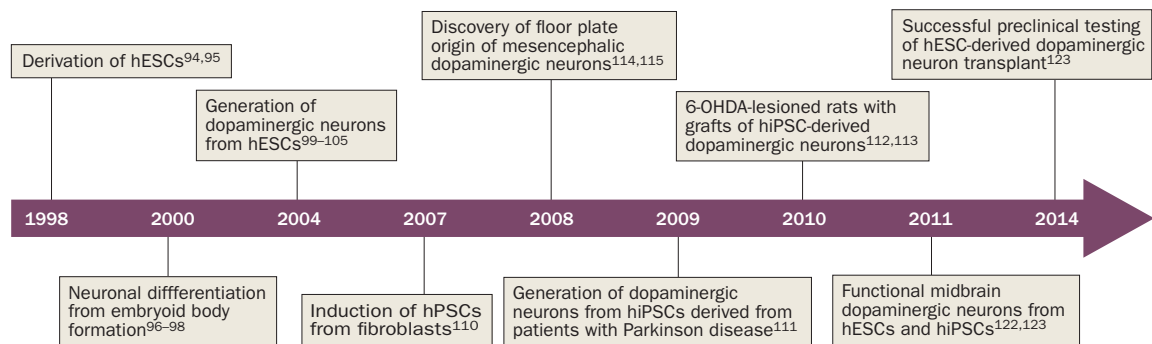 Derivation of hESCs94,95
Generation of
dopaminergic neurons
from hESCs99–105
Discovery of floor plate
origin of mesencephalic
dopaminergic neurons114,115
6-OHDA-lesioned rats with
grafts of hiPSC-derived
dopaminergic neurons112,113
Successful preclinical testing
of hESC-derived dopaminergic
neuron transplant123
1998 2000 2004 2007 2008 2009 2010 2011 2014
Neuronal diffferentiation
from embryoid body
formation96–98
Induction of hPSCs
from fibroblasts110
Generation of dopaminergic
neurons from hiPSCs derived from
patients with Parkinson disease111
Functional midbrain
dopaminergic neurons from
hESCs and hiPSCs122,123